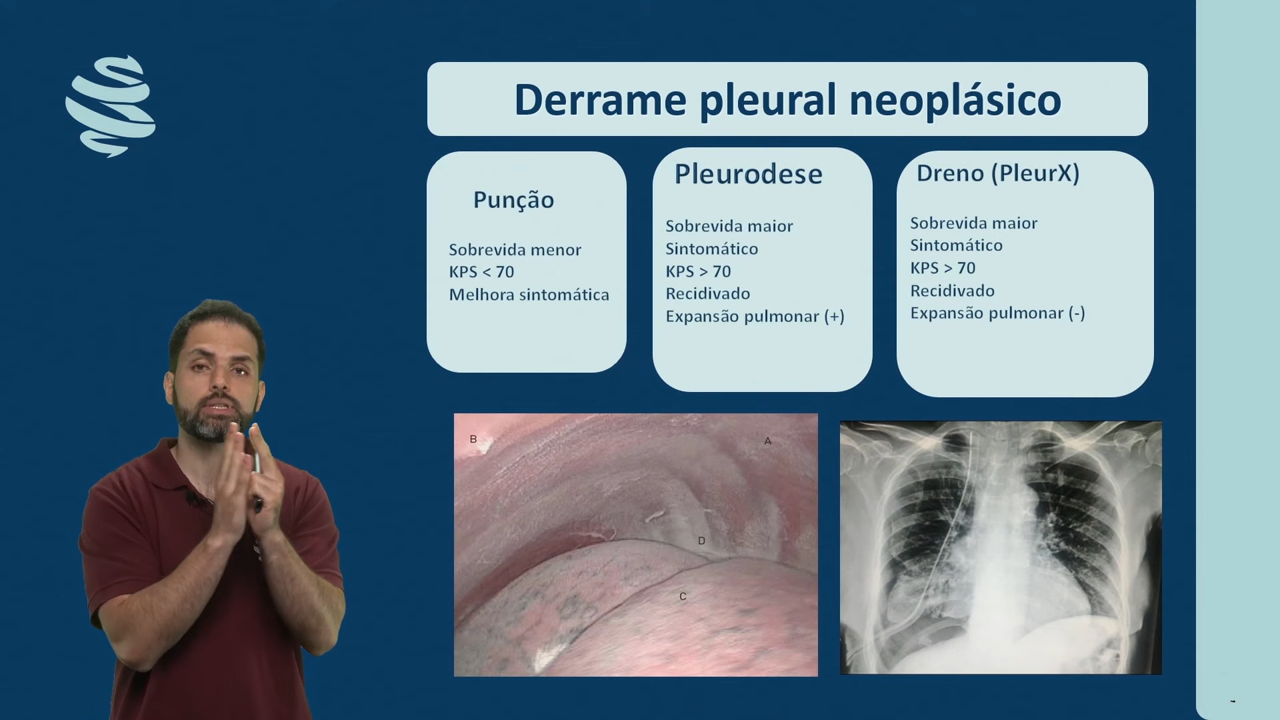 Derrame pleural neoplásico
Punção
Sobrevida menor
KPS < 70
Melhora sintomática
Pleurodese
Sobrevida maior
Sintomático
KPS > 70
Recidivado
Expansão pulmonar (+)
Dreno (PleurX)
Sobrevida maior
Sintomático
KPS > 70
Recidivado
Expansão pulmonar (-)
B
A
D
C